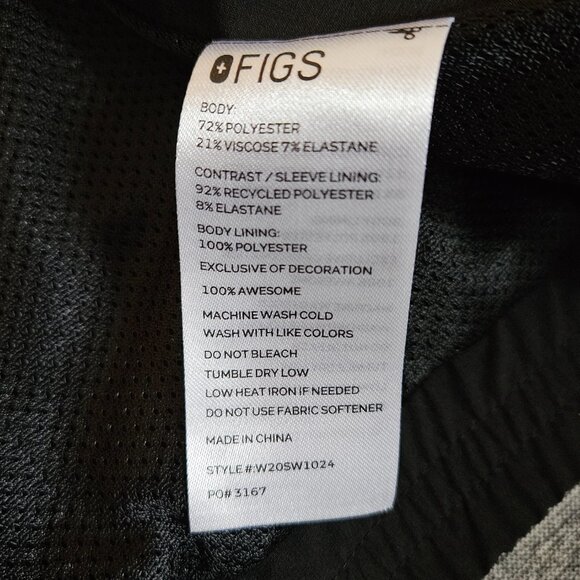 FIGS
BODY:
72% POLYESTER
21% VISCOSE 7% ELASTANE
CONTRAST / SLEEVE LINING:
92% RECYCLED POLYESTER
8% ELASTANE
BODY LINING:
100% POLYESTER
EXCLUSIVE OF DECORATION
100% AWESOME
MACHINE WASH COLD
WASH WITH LIKE COLORS
DO NOT BLEACH
TUMBLE DRY LOW
LOW HEAT IRON IF NEEDED
DO NOT USE FABRIC SOFTENER
MADE IN CHINA
STYLE #:W20SW1024
PO# 3167